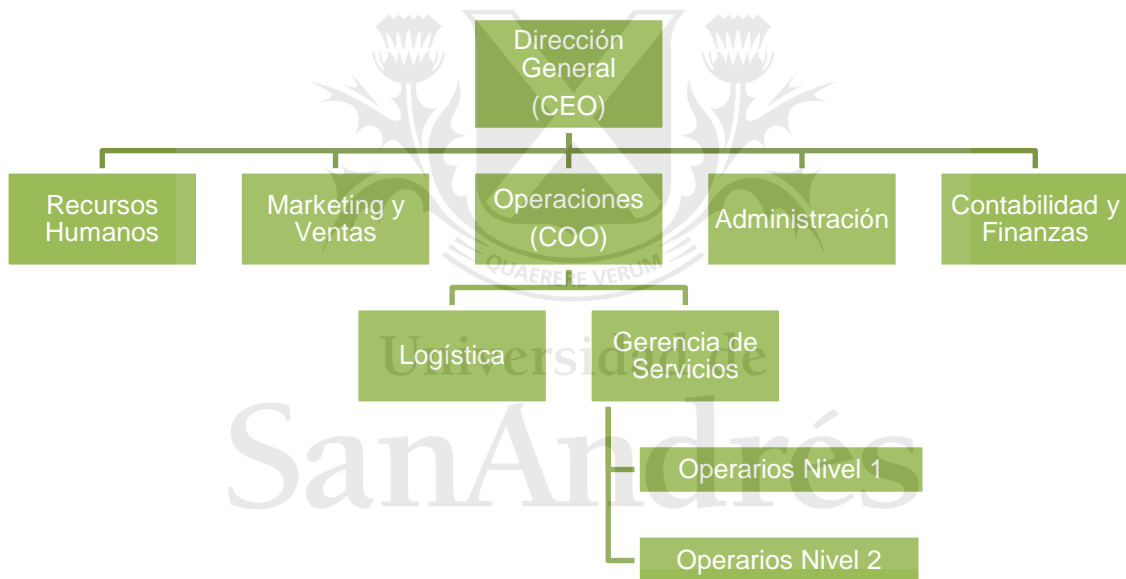 Dirección
General
(CEO)
Recursos
Humanos
Marketing y
Ventas
Operaciones
(COO)
Administración
Contabilidad y
Finanzas
QUAERERE VERUM
Logística
Gerencia de
Servicios
Universidad de
SanAndrés
Operarios Nivel 1
Operarios Nivel 2